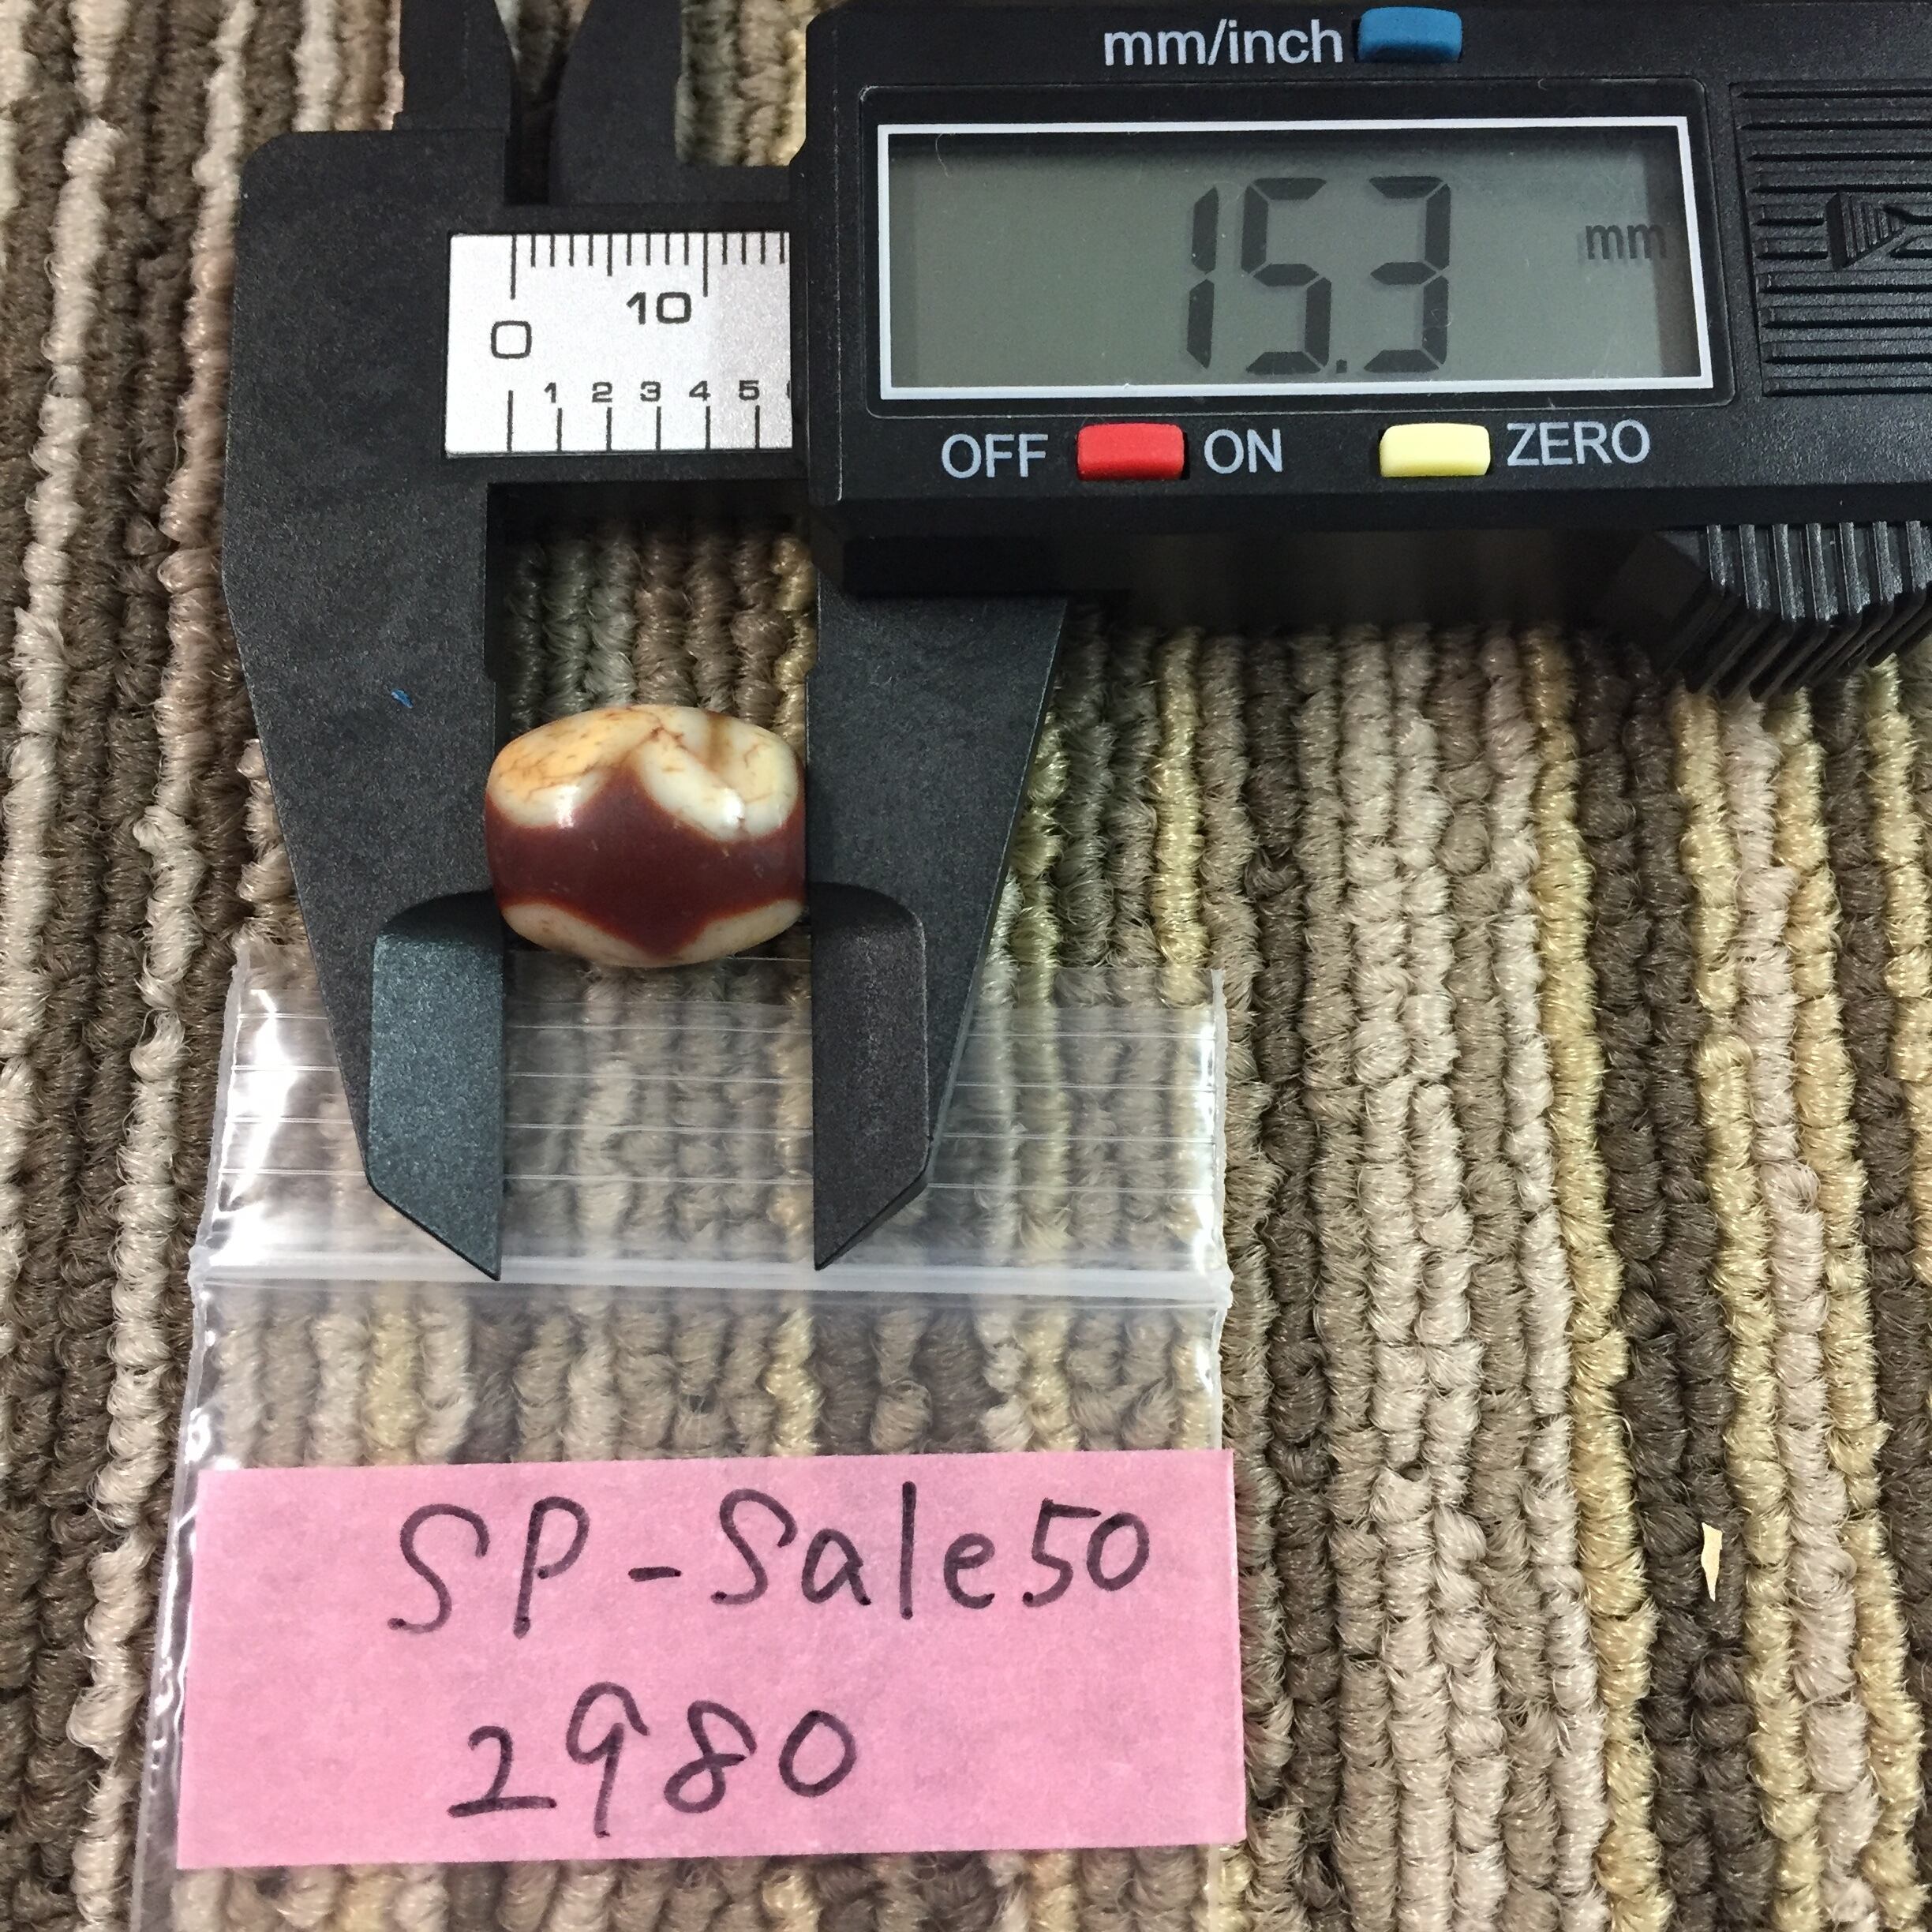 mm/inch
15.3 mm
0 10
1 2 3 4 5
OFF ON ZERO
SP-Sale50
2980